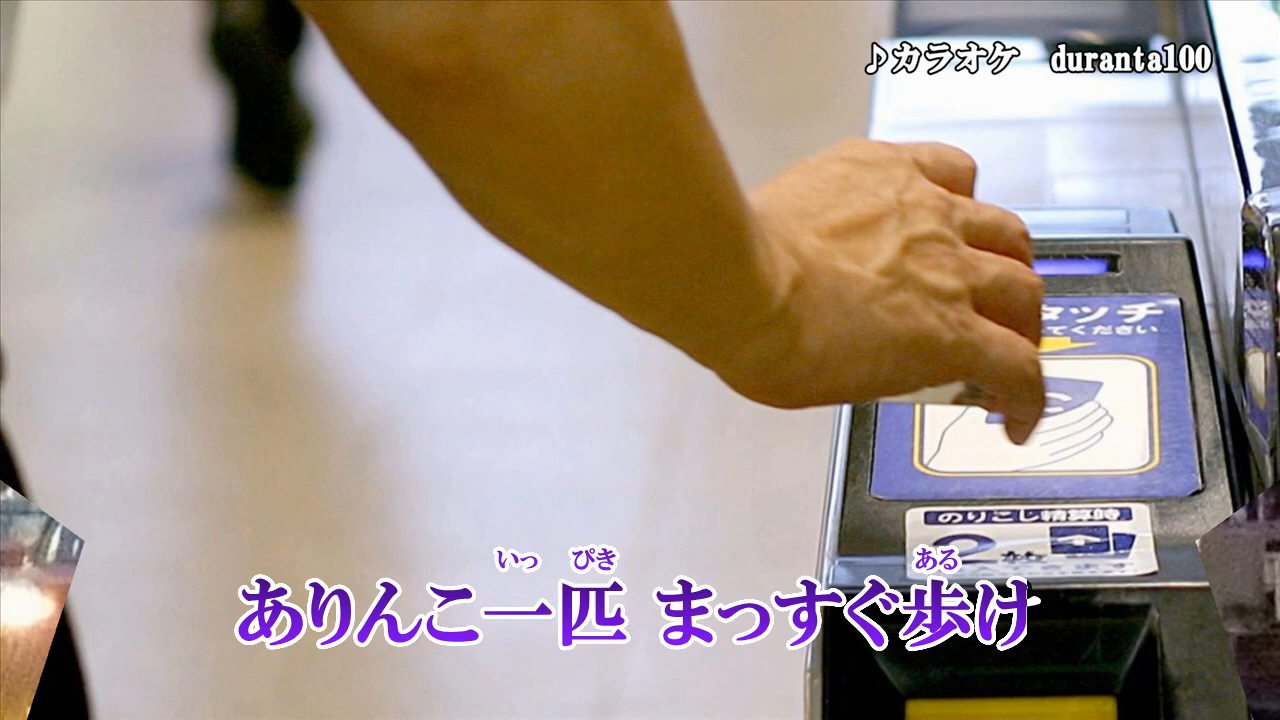 ♪カラオケ　duranta100
タッチ
てください
のりこし精算時
いっ ぴき ある
ありんこ一匹 まっすぐ歩け